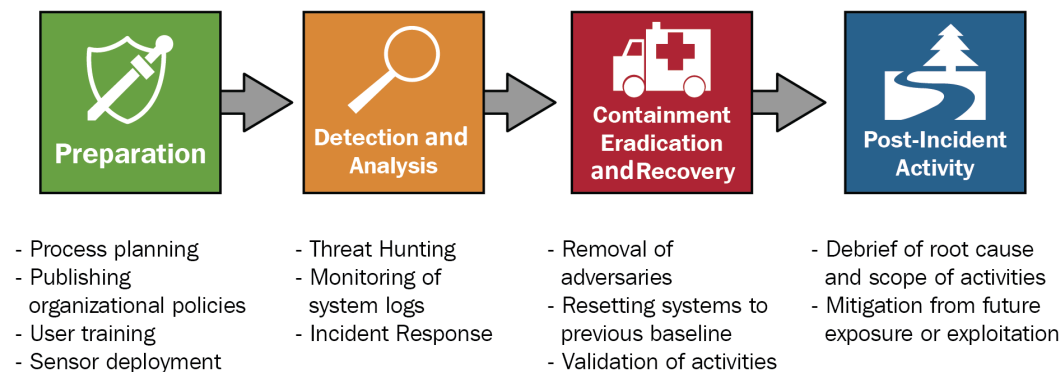 Preparation
Detection and
Analysis
Containment
Eradication
and Recovery
Post-Incident
Activity
- Process planning
- Publishing
organizational policies
- User training
- Sensor deployment
- Threat Hunting
- Monitoring of
system logs
- Incident Response
- Removal of
adversaries
- Resetting systems to
previous baseline
- Validation of activities
- Debrief of root cause
and scope of activities
- Mitigation from future
exposure or exploitation